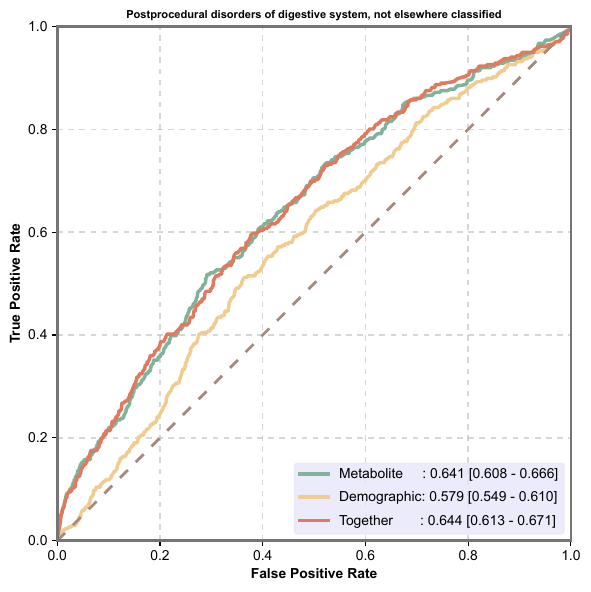 Postprocedural disorders of digestive system, not elsewhere classified
True Positive Rate
1.0
0.8
0.6
0.4
0.2
0.0
Metabolite : 0.641 [0.608 - 0.666]
Demographic: 0.579 [0.549 - 0.610]
Together : 0.644 [0.613 - 0.671]
0.0 0.2 0.4 0.6 0.8 1.0
False Positive Rate